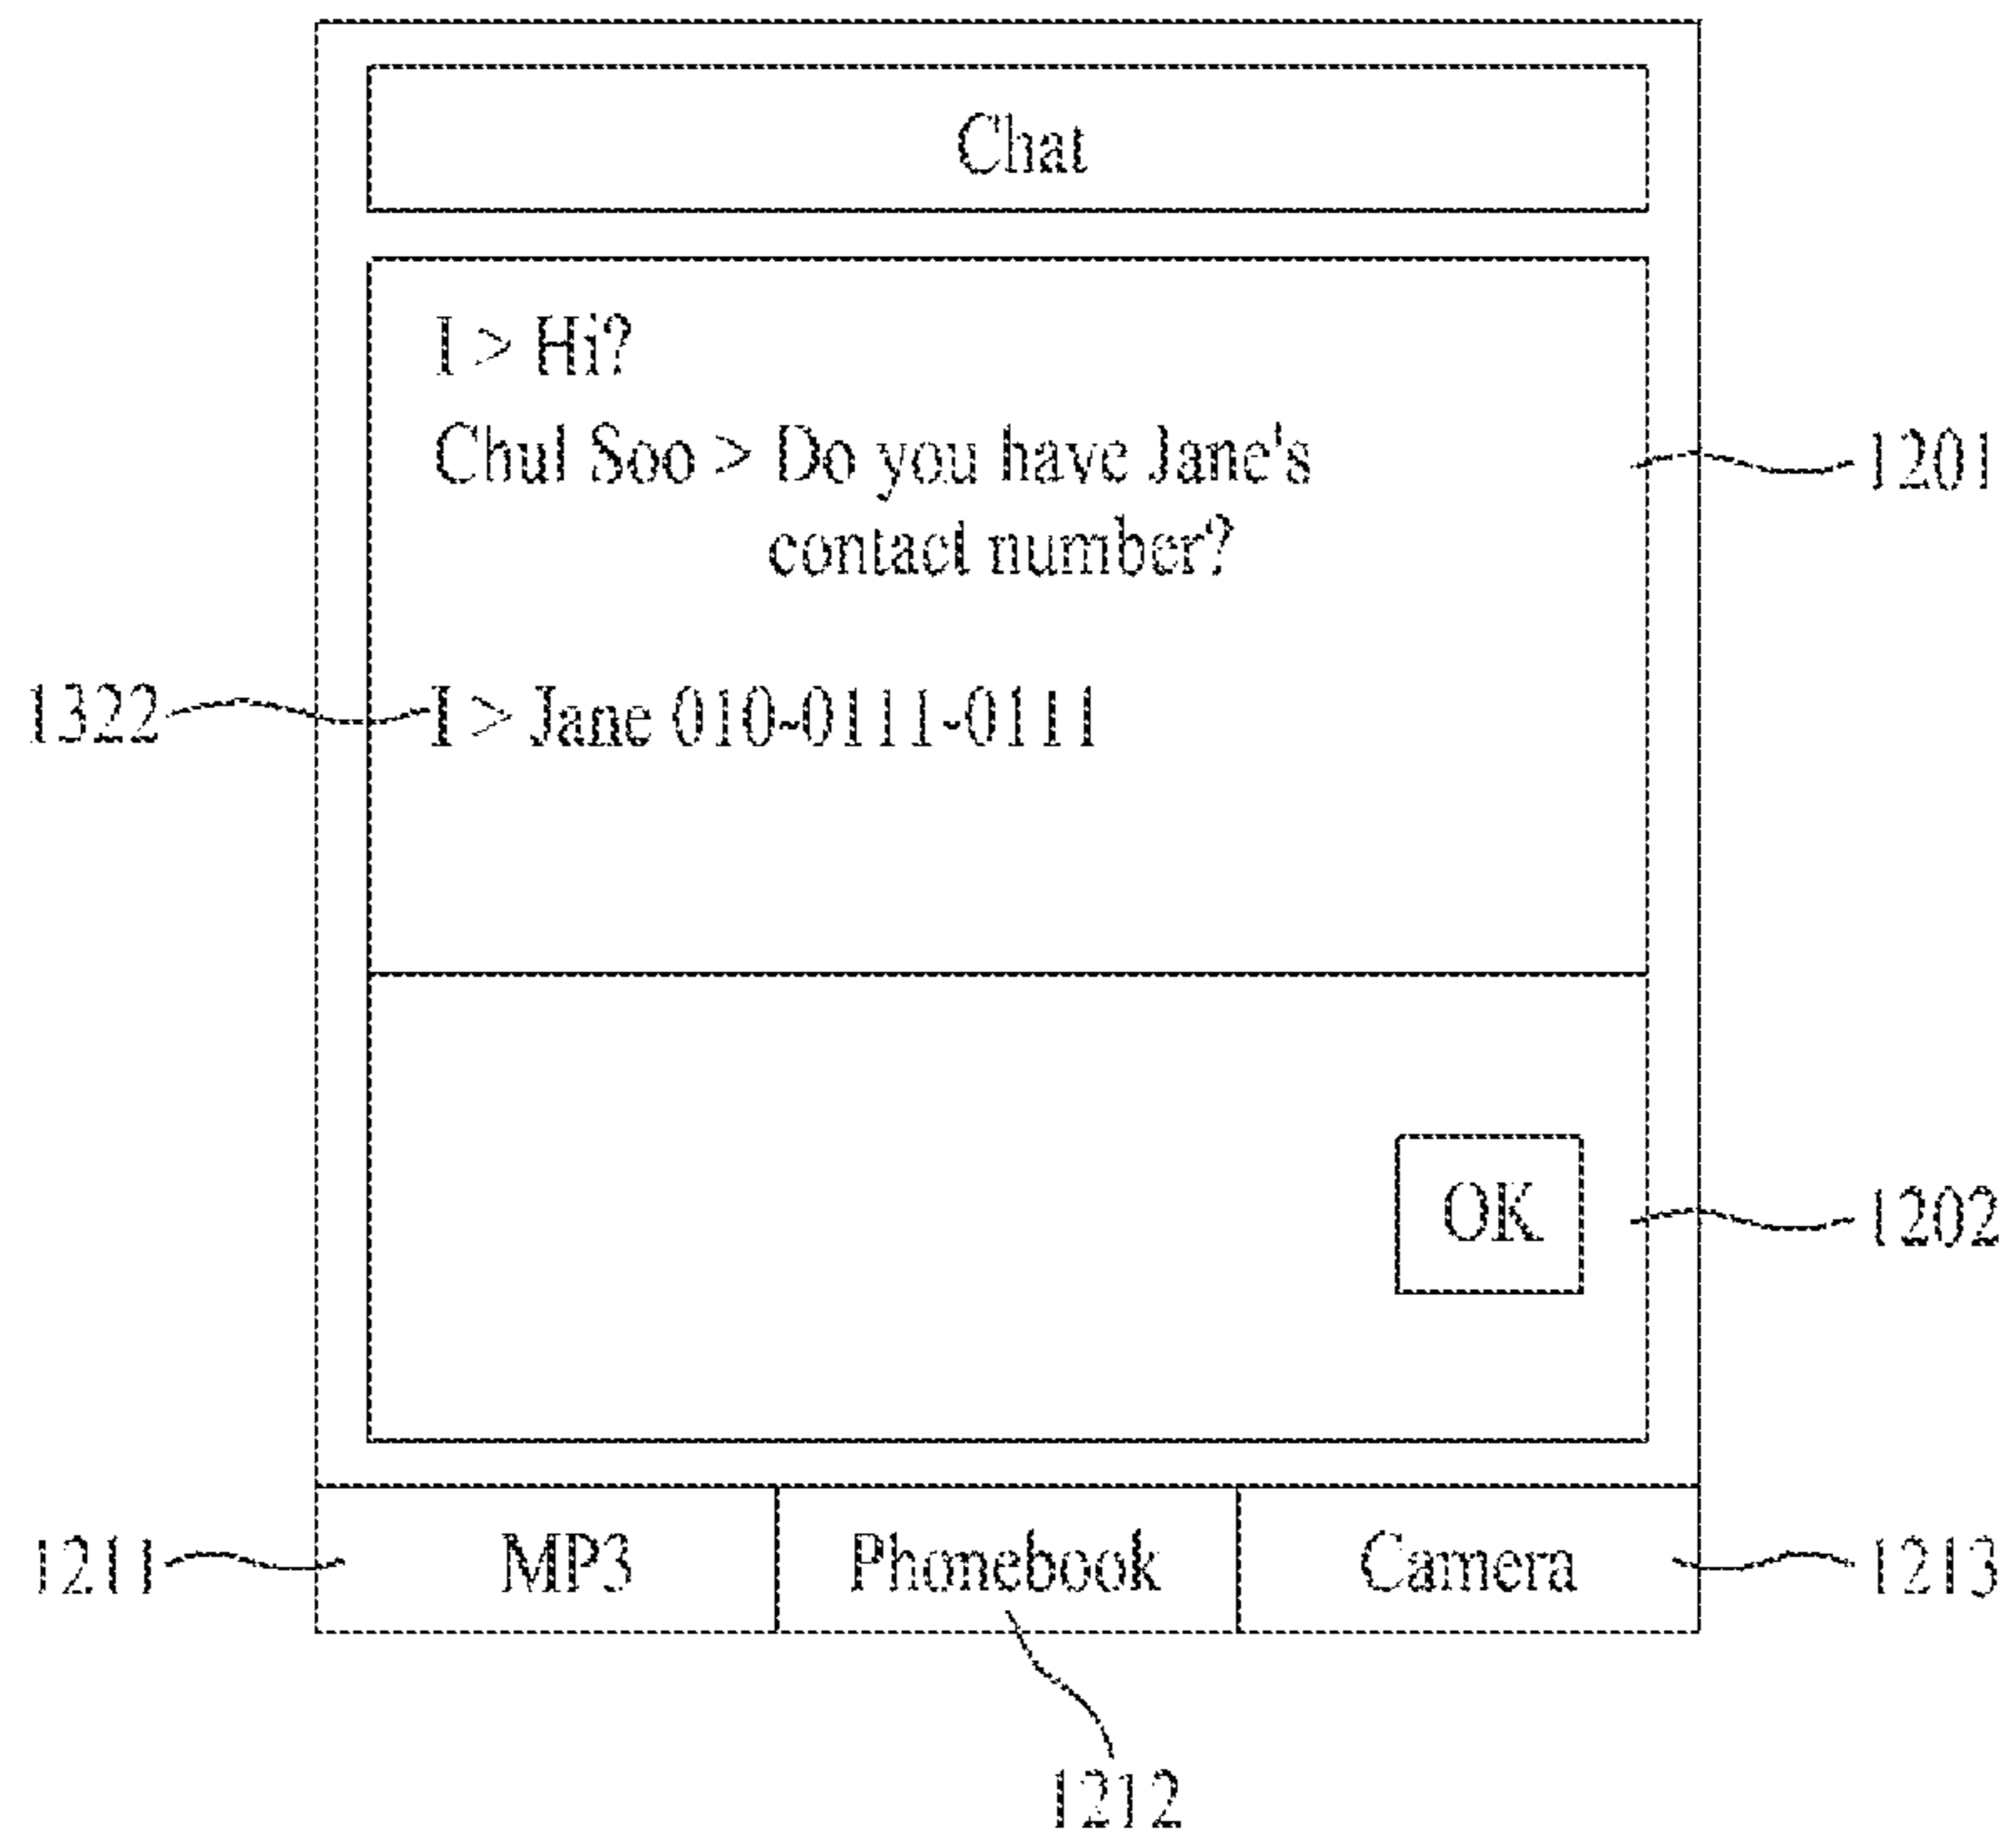 Chat
I > Hi?
Chul Soo > Do you have Jane's
contact number?
1201
1322
I > Jane 010-0111-0111
OK
1202
1211
MP3
Phonebook
Camera
1213
1212